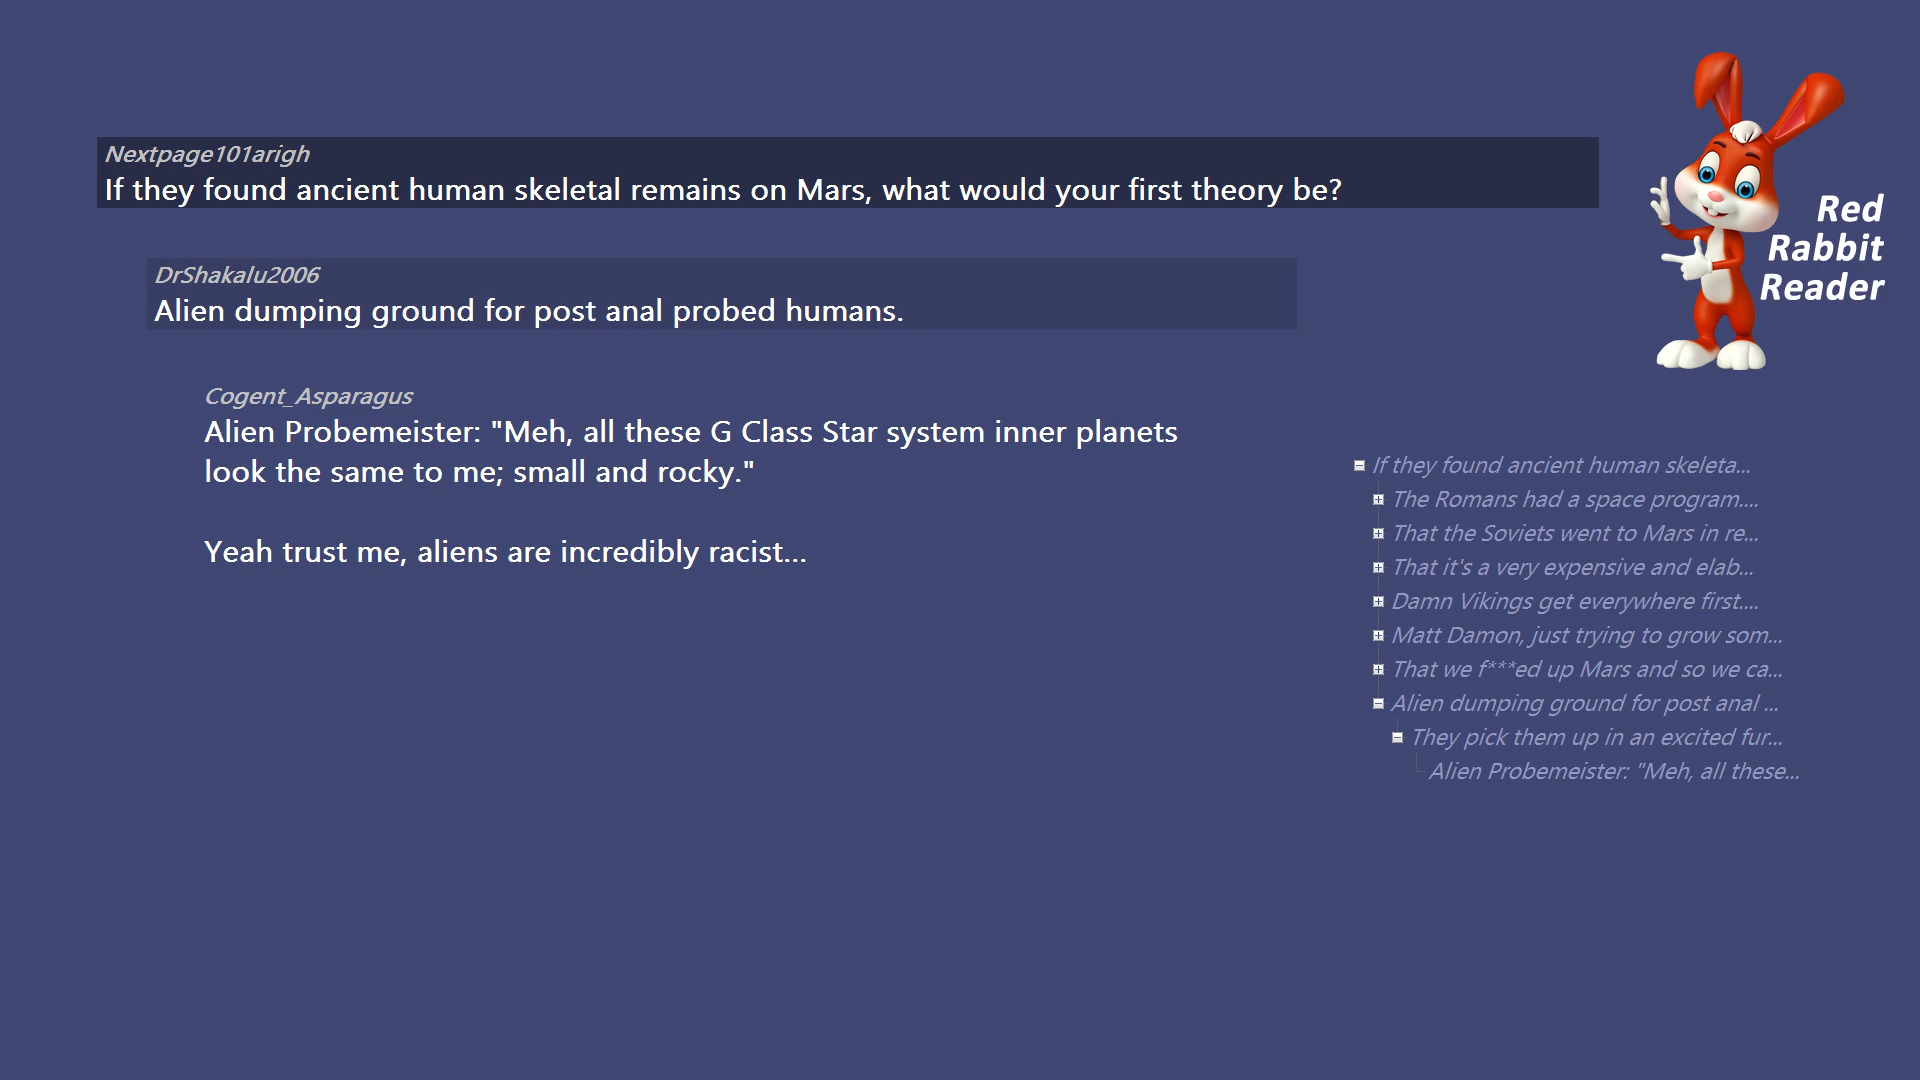 Nextpage101arigh
If they found ancient human skeletal remains on Mars, what would your first theory be?
DrShakalu2006
Alien dumping ground for post anal probed humans.
Cogent_Asparagus
Alien Probemeister: "Meh, all these G Class Star system inner planets
look the same to me; small and rocky."
Yeah trust me, aliens are incredibly racist...
Red
Rabbit
Reader
If they found ancient human skeleta...
The Romans had a space program....
That the Soviets went to Mars in re...
That it's a very expensive and elab...
Damn Vikings get everywhere first....
Matt Damon, just trying to grow som...
That we f***ed up Mars and so we ca...
Alien dumping ground for post anal ...
They pick them up in an excited fur...
Alien Probemeister: "Meh, all these...